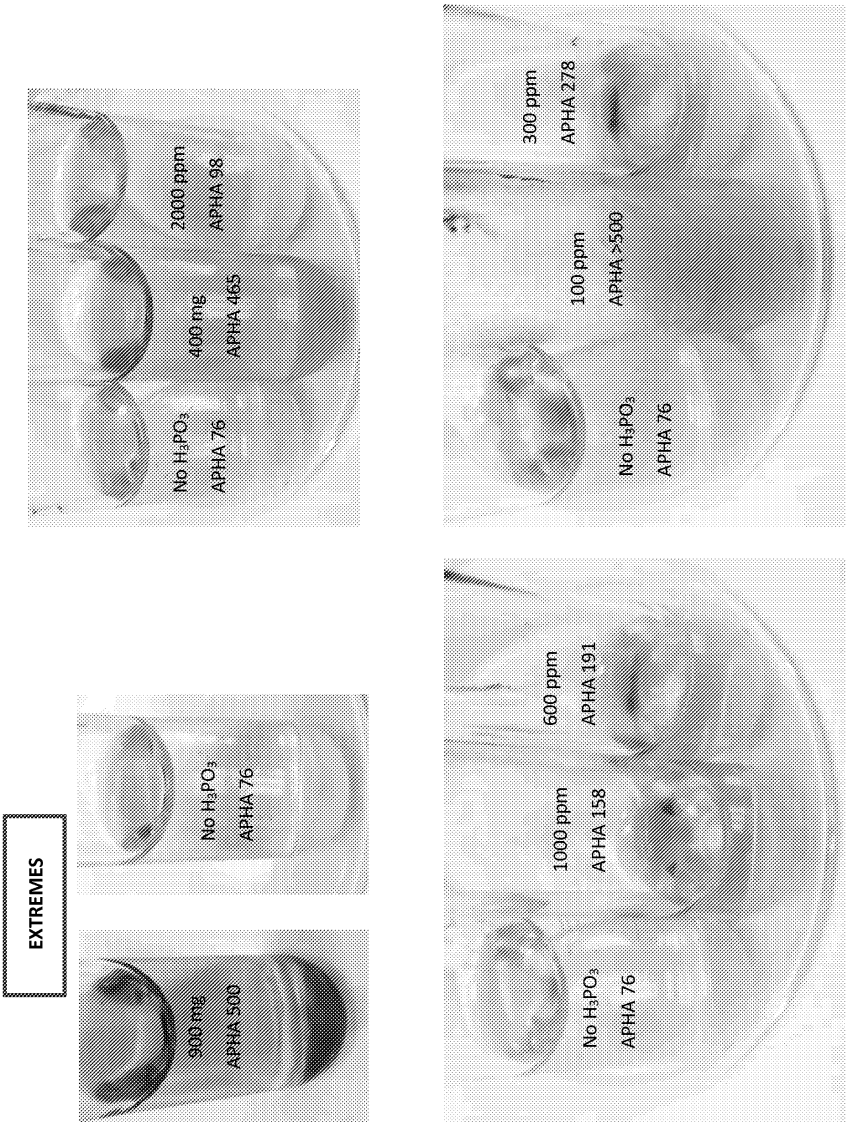 EXTREMES
900 mg
APHA 500
No H₃PO₃
APHA 76
No H₃PO₃
APHA 76
400 mg
APHA 465
2000 ppm
APHA 98
No H₃PO₃
APHA 76
1000 ppm
APHA 158
600 ppm
APHA 191
No H₃PO₃
APHA 76
100 ppm
APHA >500
300 ppm
APHA 278